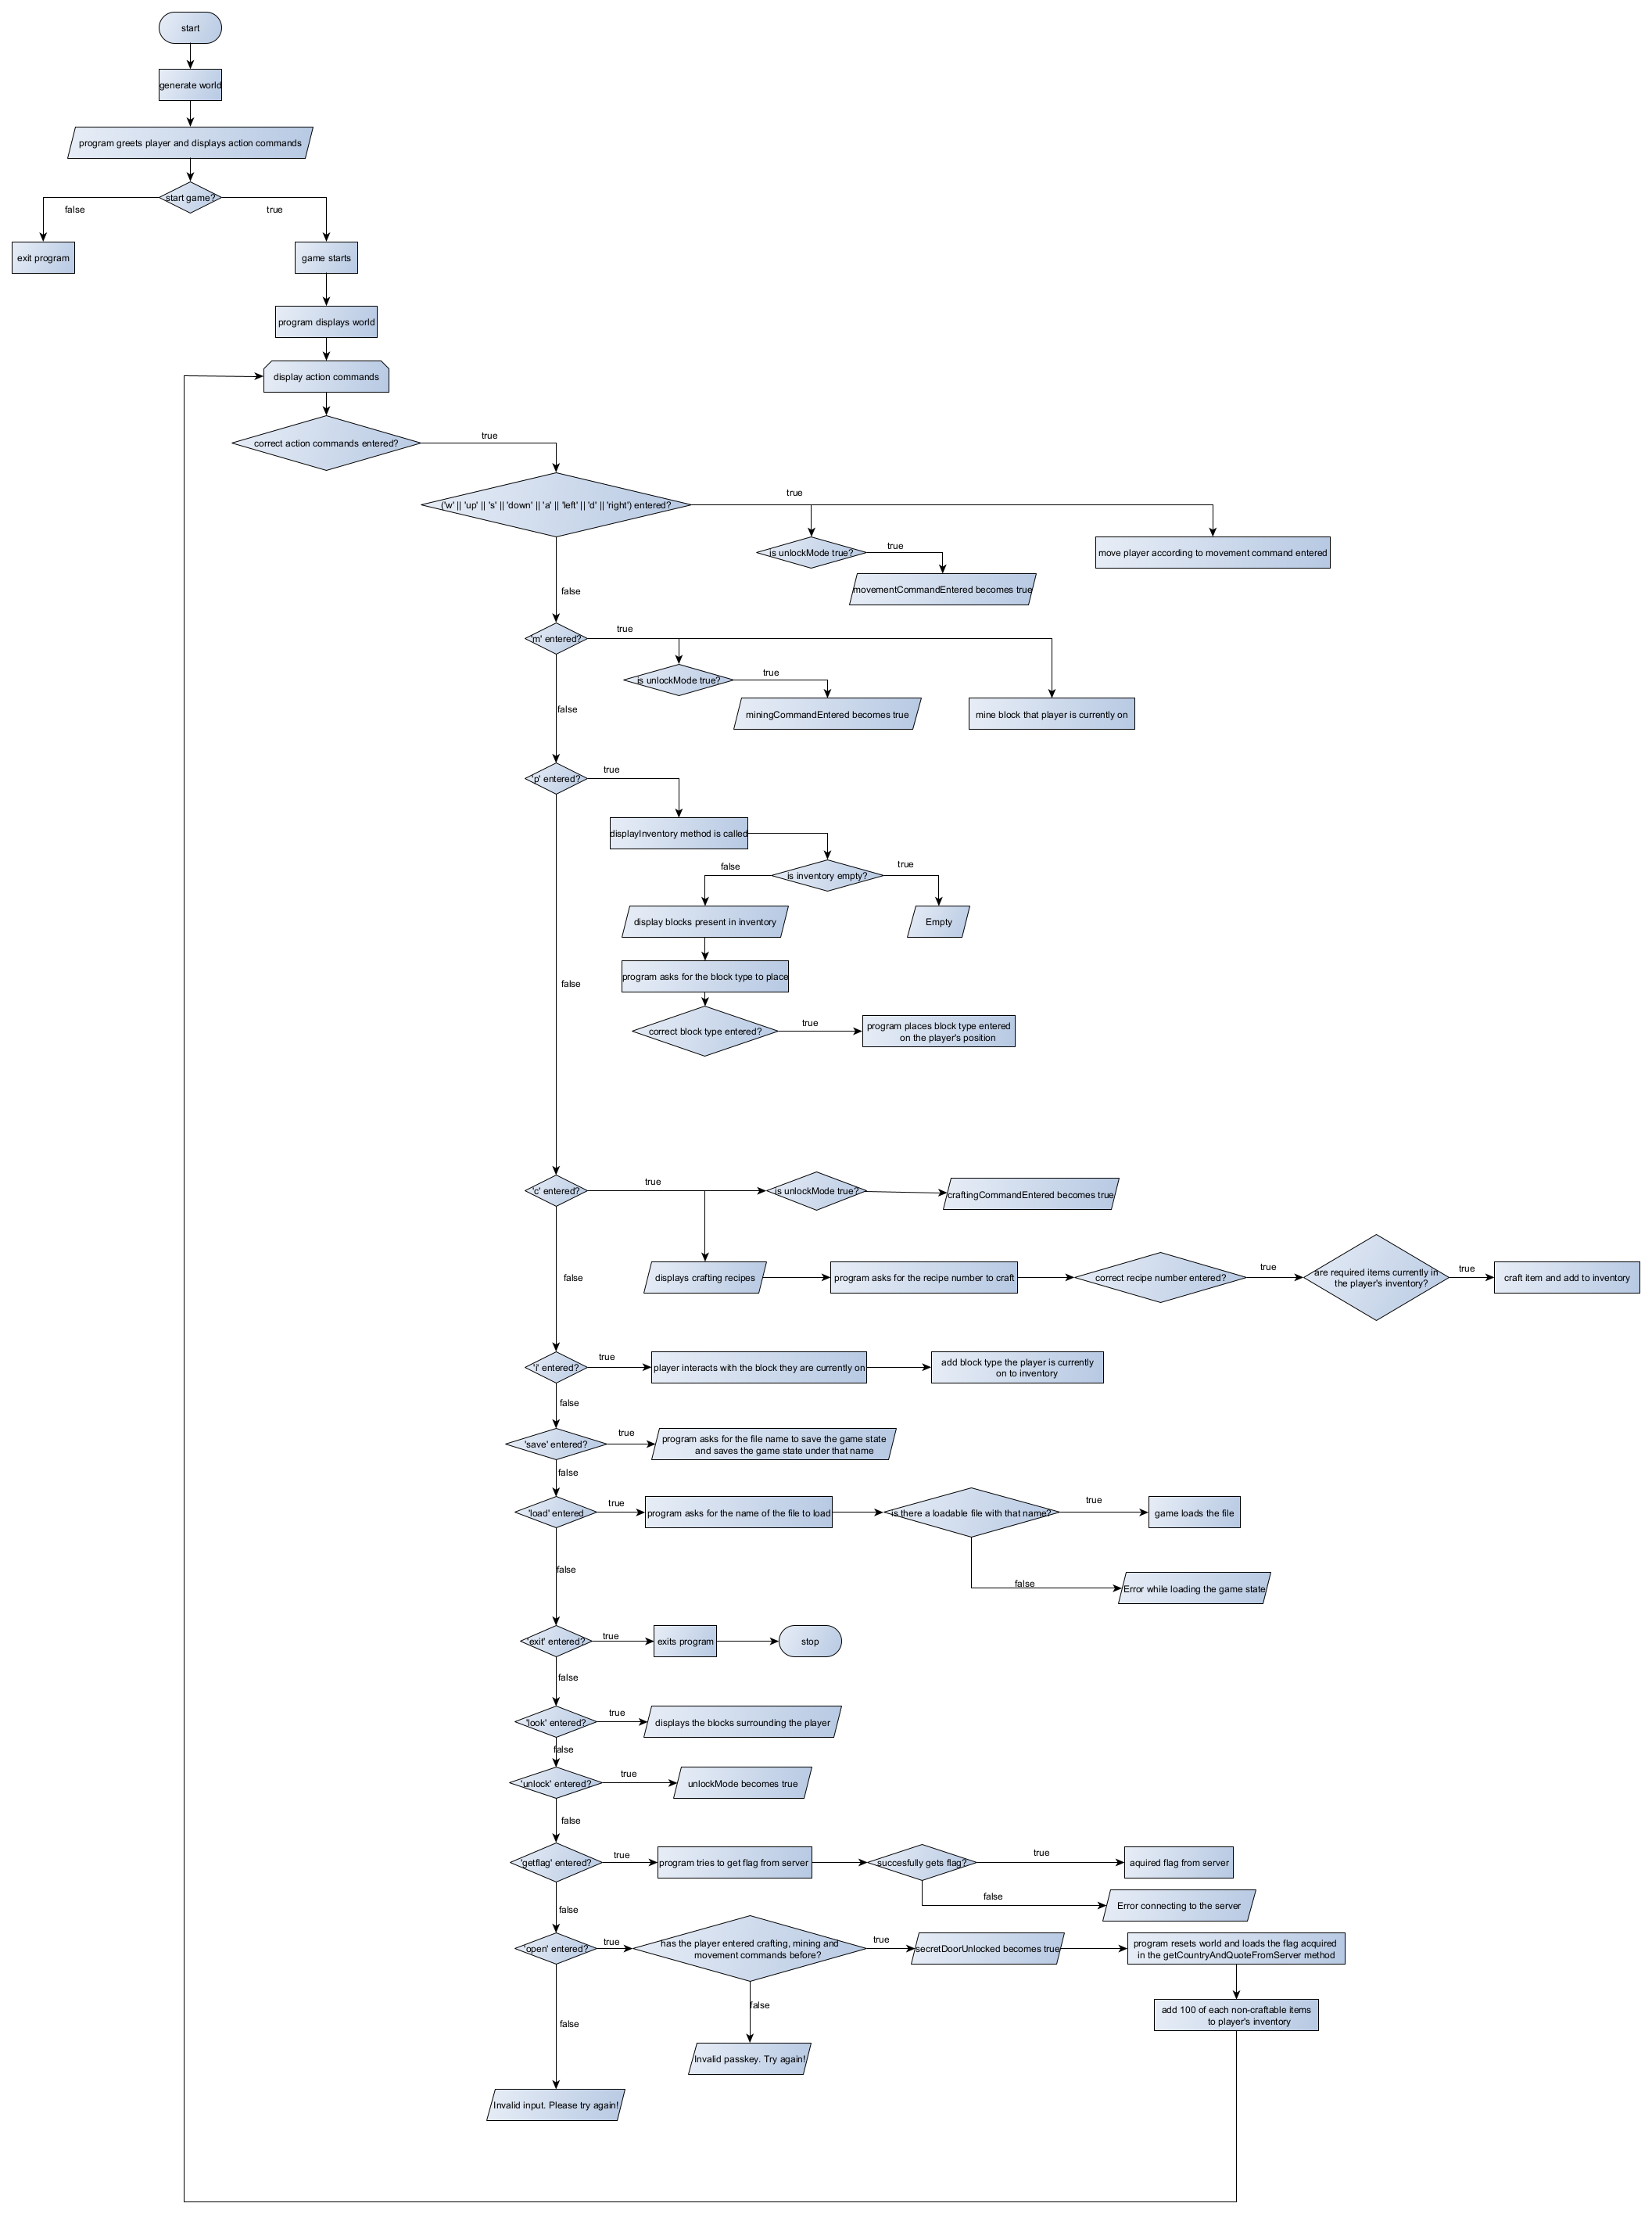 start
generate world
program greets player and displays action commands
start game?
false
true
exit program
game starts
program displays world
display action commands
correct action commands entered?
true
('w' || 'up' || 's' || 'down' || 'a' || 'left' || 'd' || 'right') entered?
true
is unlockMode true?
true
movementCommandEntered becomes true
move player according to movement command entered
false
'm' entered?
true
is unlockMode true?
true
miningCommandEntered becomes true
mine block that player is currently on
false
'p' entered?
true
displayInventory method is called
is inventory empty?
false
true
display blocks present in inventory
Empty
program asks for the block type to place
correct block type entered?
true
program places block type entered
on the player's position
false
'c' entered?
true
is unlockMode true?
craftingCommandEntered becomes true
displays crafting recipes
program asks for the recipe number to craft
correct recipe number entered?
true
are required items currently in
the player's inventory?
true
craft item and add to inventory
false
'i' entered?
true
player interacts with the block they are currently on
add block type the player is currently
on to inventory
false
'save' entered?
true
program asks for the file name to save the game state
and saves the game state under that name
false
'load' entered
true
program asks for the name of the file to load
is there a loadable file with that name?
true
game loads the file
false
Error while loading the game state
false
'exit' entered?
true
exits program
stop
false
'look' entered?
true
displays the blocks surrounding the player
false
'unlock' entered?
true
unlockMode becomes true
false
'getflag' entered?
true
program tries to get flag from server
succesfully gets flag?
true
aquired flag from server
false
Error connecting to the server
false
'open' entered?
true
has the player entered crafting, mining and
movement commands before?
true
secretDoorUnlocked becomes true
program resets world and loads the flag acquired
in the getCountryAndQuoteFromServer method
add 100 of each non-craftable items
to player's inventory
false
Invalid passkey. Try again!
false
Invalid input. Please try again!